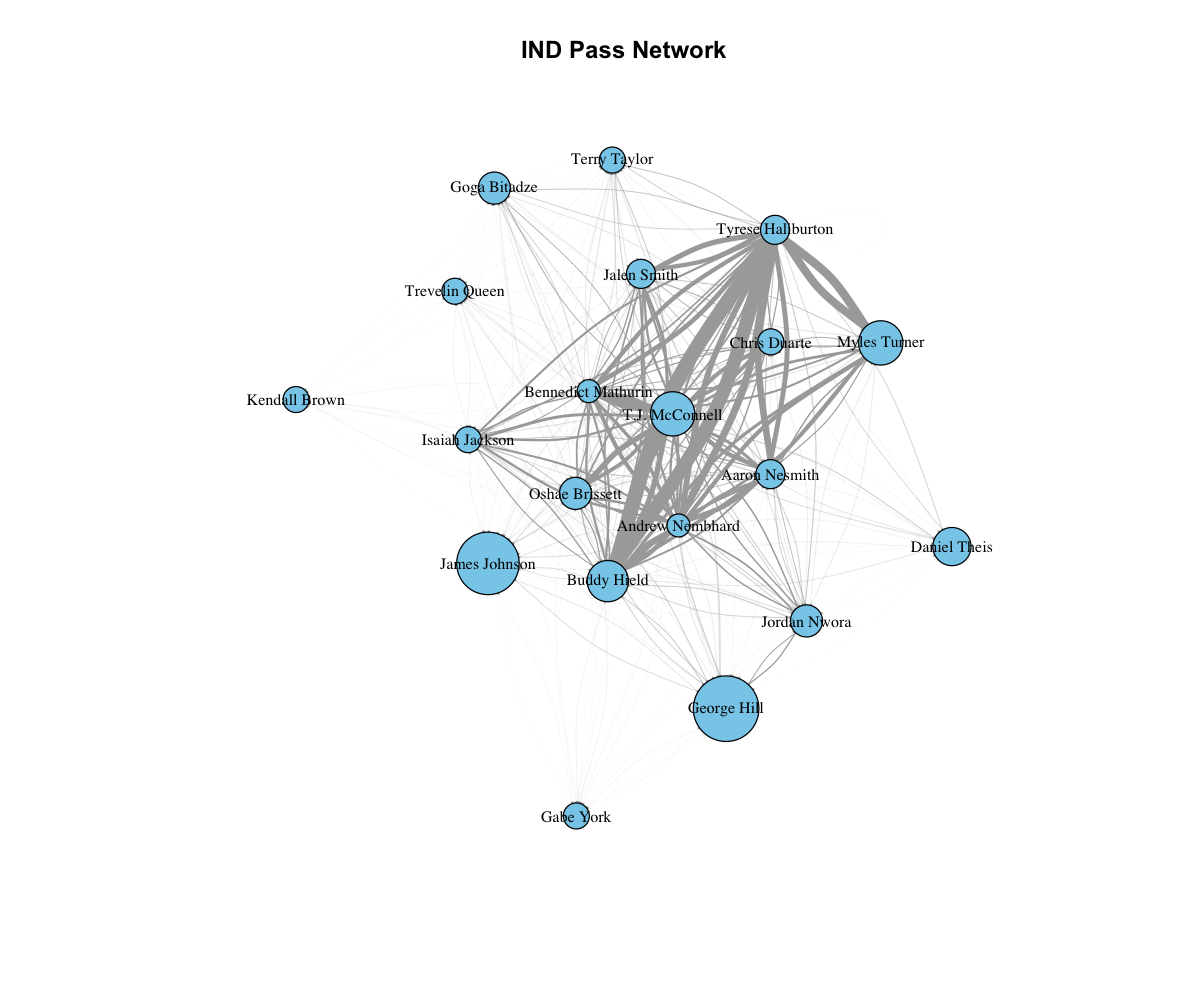 IND Pass Network
Terry Taylor
Goga Bitadze
Tyrese Haliburton
Jalen Smith
Trevelin Queen
Chris Duarte
Myles Turner
Bennedict Mathurin
Kendall Brown
T.J. McConnell
Isaiah Jackson
Aaron Nesmith
Oshae Brissett
Andrew Nembhard
Daniel Theis
James Johnson
Buddy Hield
Jordan Nwora
George Hill
Gabe York